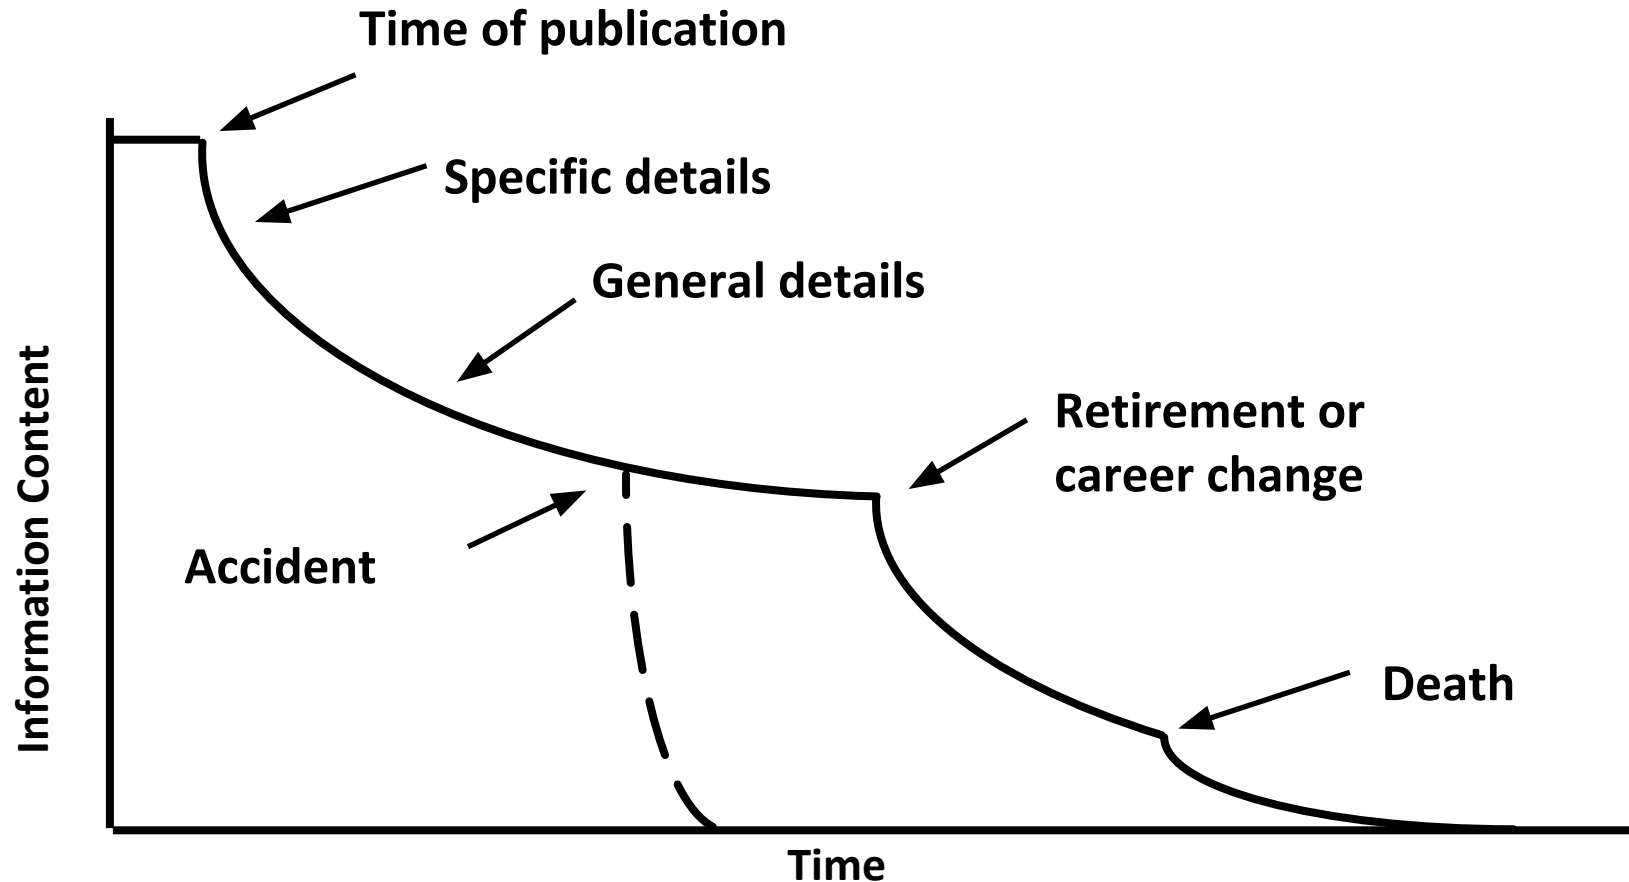 Time of publication
Specific details
General details
Retirement or
career change
Accident
Death
Information Content
Time